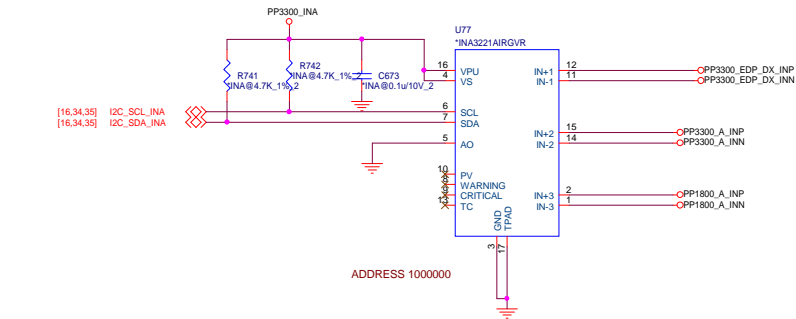 PP3300_INA
U77
*INA3221AIRGVR
R741
*INA@4.7K_1%_2
R742
*INA@4.7K_1%_2
C673
*INA@0.1u/10V_2
16 VPU
4 VS
IN+1 12 PP3300_EDP_DX_INP
IN-1 11 PP3300_EDP_DX_INN
[16,34,35] I2C_SCL_INA 6 SCL
[16,34,35] I2C_SDA_INA 7 SDA
5 AO
IN+2 15 PP3300_A_INP
IN-2 14 PP3300_A_INN
10 PV
8 WARNING
9 CRITICAL
13 TC
IN+3 2 PP1800_A_INP
IN-3 1 PP1800_A_INN
GND 3
TPAD 17
ADDRESS 1000000